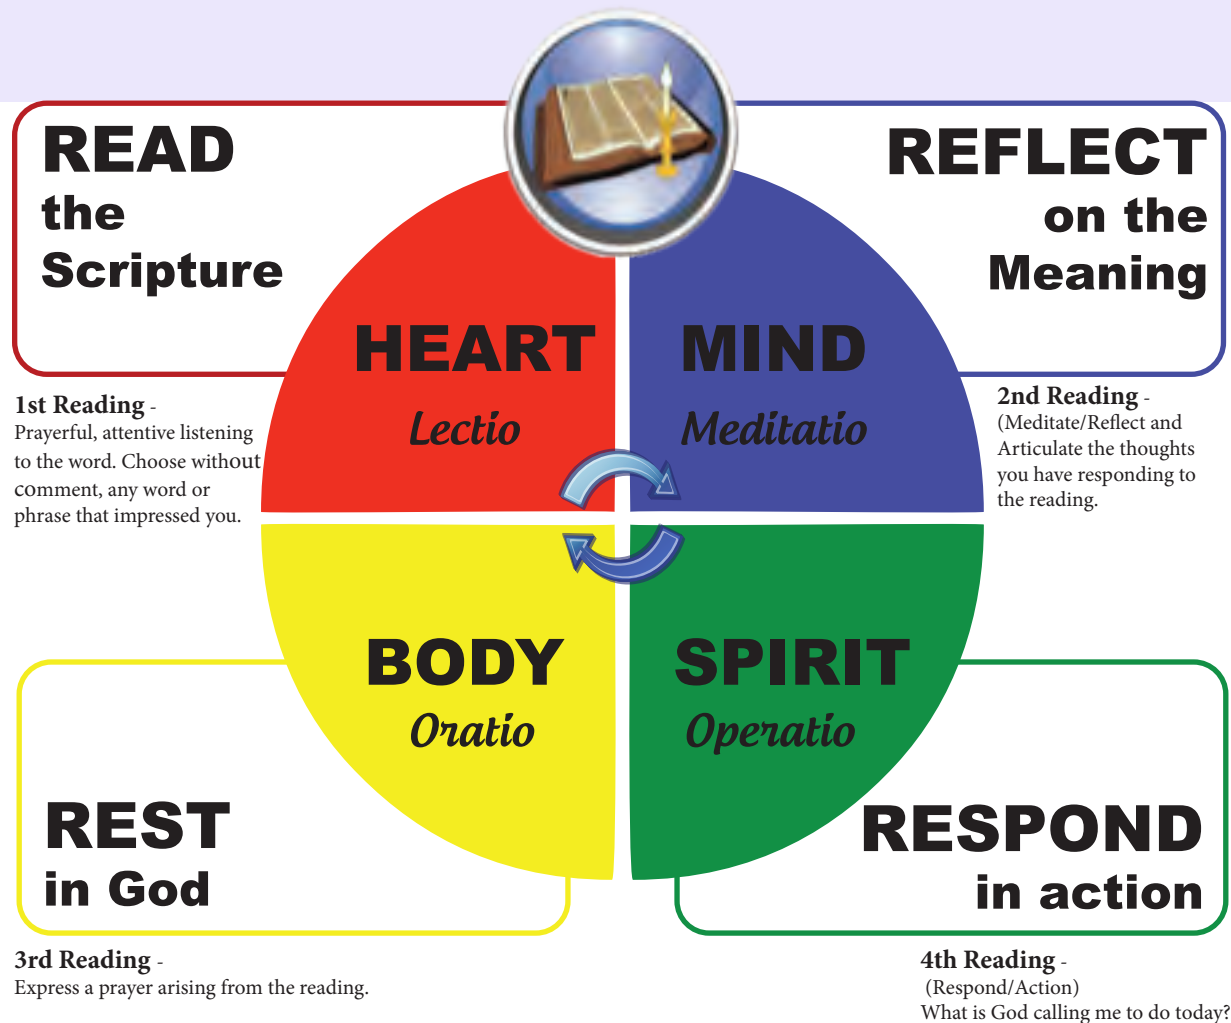 READ
the
Scripture
REFLECT
on the
Meaning
HEART
Lectio
MIND
Meditatio
1st Reading -
Prayerful, attentive listening
to the word. Choose without
comment, any word or
phrase that impressed you.
2nd Reading -
(Meditate/Reflect and
Articulate the thoughts
you have responding to
the reading.
BODY
Oratio
SPIRIT
Operatio
REST
in God
RESPOND
in action
3rd Reading -
Express a prayer arising from the reading.
4th Reading -
(Respond/Action)
What is God calling me to do today?